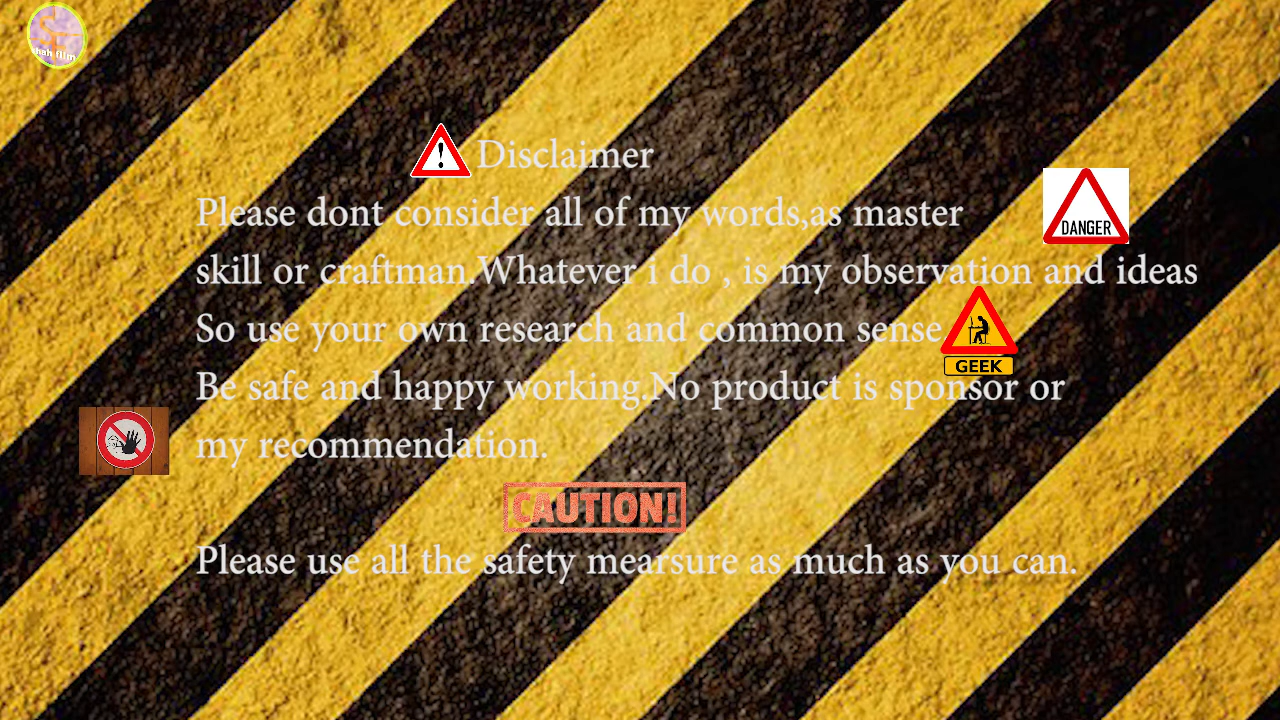 hah film
Disclaimer
Please dont consider all of my words,as master
DANGER
skill or craftman.Whatever i do , is my observation and ideas
So use your own research and common sense
GEEK
Be safe and happy working.No product is sponsor or
my recommendation.
CAUTION!
Please use all the safety mearsure as much as you can.